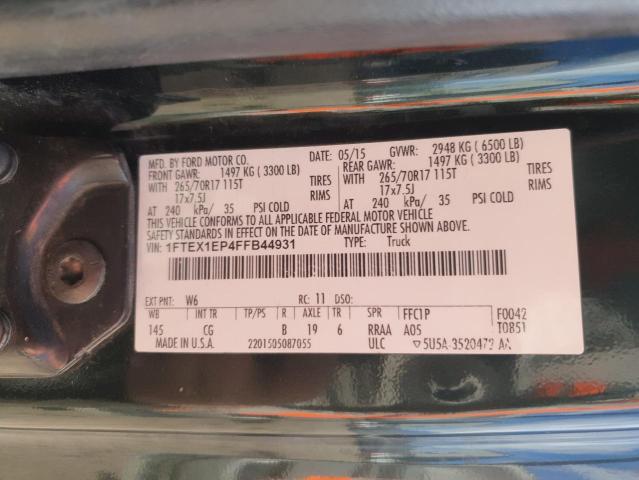 MFD. BY FORD MOTOR CO.
DATE: 05/15 GVWR: 2948 KG ( 6500 LB)
FRONT GAWR: 1497 KG ( 3300 LB)
REAR GAWR: 1497 KG ( 3300 LB)
WITH 265/70R17 115T TIRES
WITH 265/70R17 115T TIRES
17x7.5J RIMS
17x7.5J RIMS
AT 240 kPa/ 35 PSI COLD
AT 240 kPa/ 35 PSI COLD
THIS VEHICLE CONFORMS TO ALL APPLICABLE FEDERAL MOTOR VEHICLE
SAFETY STANDARDS IN EFFECT ON THE DATE OF MANUFACTURE SHOWN ABOVE.
VIN: 1FTEX1EP4FFB44931 TYPE: Truck
EXT PNT: W6 RC: 11 DSO:
WB TP/PS R AXLE TR SPR FFC1P F0042
145 CG B 19 6 RRAA A05 T0B51
MADE IN U.S.A. 2201505087055 ULC ▽5U5A-3520472-AA